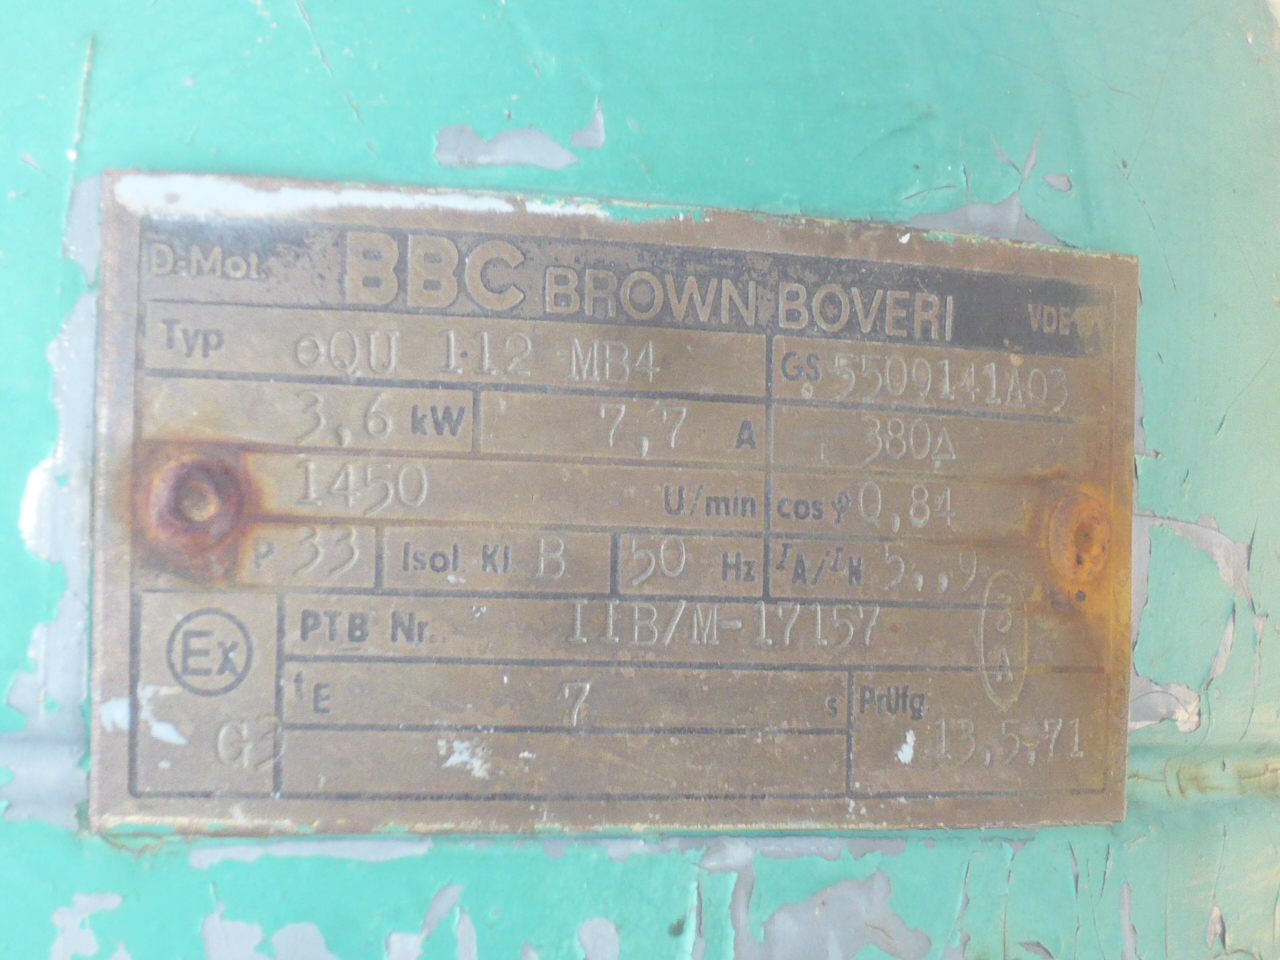 D.-Mot. BBC BROWN BOVERI VDE
Typ eQU 112 MB4 GS 5509141A03
3,6 kW 7,7 A 380Δ
1450 U/min cos φ 0,84
P 33 Isol. Kl B 50 Hz IA/IN 5,,9
Ex PTB Nr. IIB/M-17157
G3 tE 7 s Prüfg 13.5.71